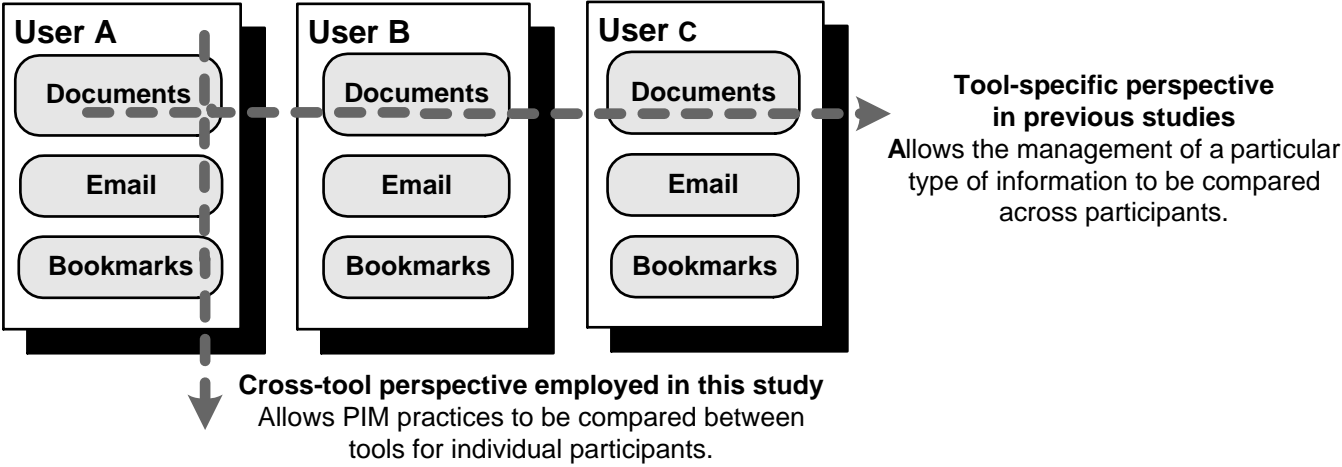 User A
Documents
Email
Bookmarks
User B
Documents
Email
Bookmarks
User C
Documents
Email
Bookmarks
Tool-specific perspective
in previous studies
Allows the management of a particular
type of information to be compared
across participants.
Cross-tool perspective employed in this study
Allows PIM practices to be compared between
tools for individual participants.